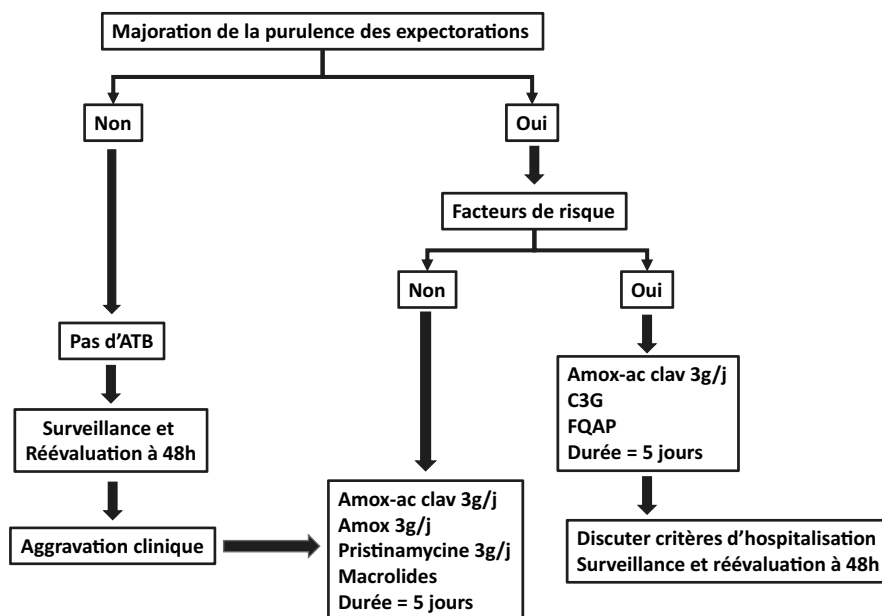 Majoration de la purulence des expectorations
Non
Oui
Facteurs de risque
Non
Oui
Pas d’ATB
Surveillance et
Réévaluation à 48h
Aggravation clinique
Amox-ac clav 3g/j
Amox 3g/j
Pristinamycine 3g/j
Macrolides
Durée = 5 jours
Amox-ac clav 3g/j
C3G
FQAP
Durée = 5 jours
Discuter critères d’hospitalisation
Surveillance et réévaluation à 48h